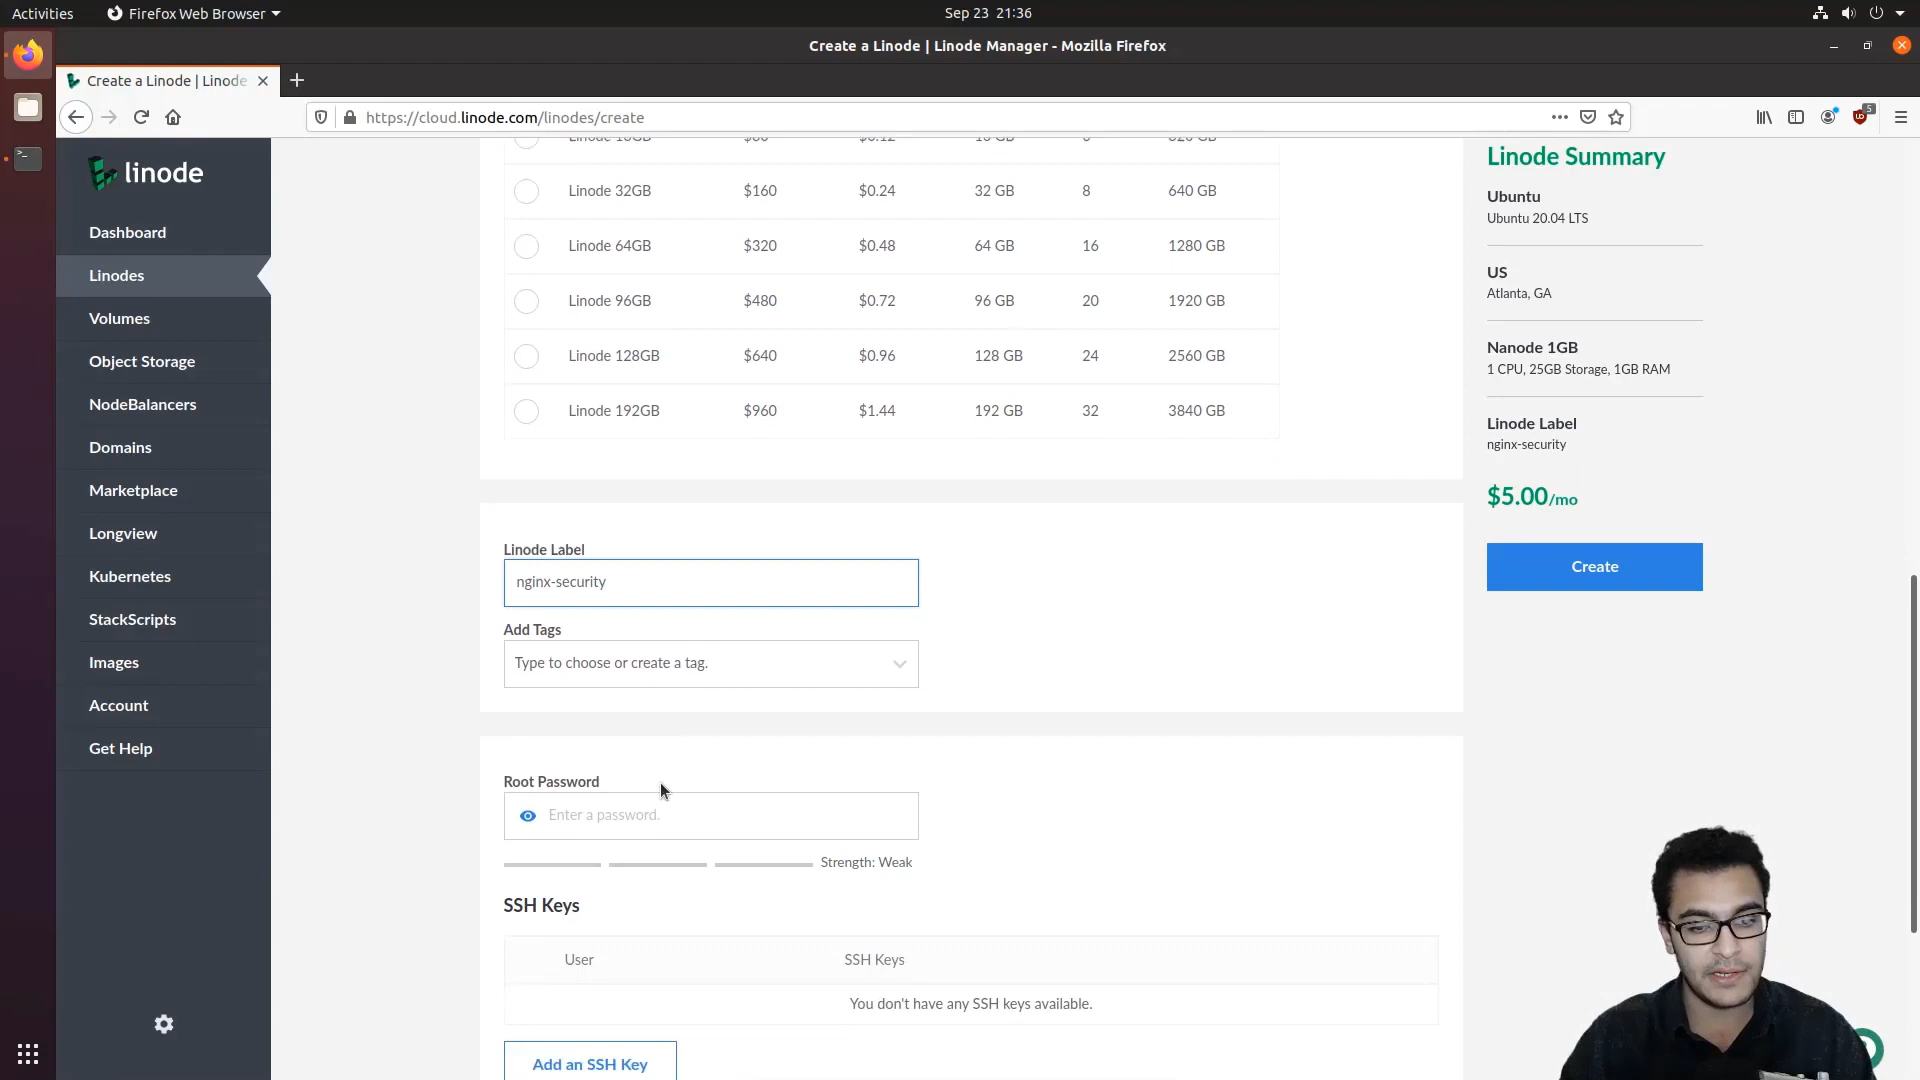 Activities
Firefox Web Browser
Sep 23 21:36
Create a Linode | Linode Manager - Mozilla Firefox
Create a Linode | Linode
https://cloud.linode.com/linodes/create
5
linode
Dashboard
Linodes
Volumes
Object Storage
NodeBalancers
Domains
Marketplace
Longview
Kubernetes
StackScripts
Images
Account
Get Help
Linode 32GB $160 $0.24 32 GB 8 640 GB
Linode 64GB $320 $0.48 64 GB 16 1280 GB
Linode 96GB $480 $0.72 96 GB 20 1920 GB
Linode 128GB $640 $0.96 128 GB 24 2560 GB
Linode 192GB $960 $1.44 192 GB 32 3840 GB
Linode Label
nginx-security
Add Tags
Type to choose or create a tag.
Root Password
Enter a password.
Strength: Weak
SSH Keys
User SSH Keys
You don't have any SSH keys available.
Add an SSH Key
Linode Summary
Ubuntu
Ubuntu 20.04 LTS
US
Atlanta, GA
Nanode 1GB
1 CPU, 25GB Storage, 1GB RAM
Linode Label
nginx-security
$5.00/mo
Create